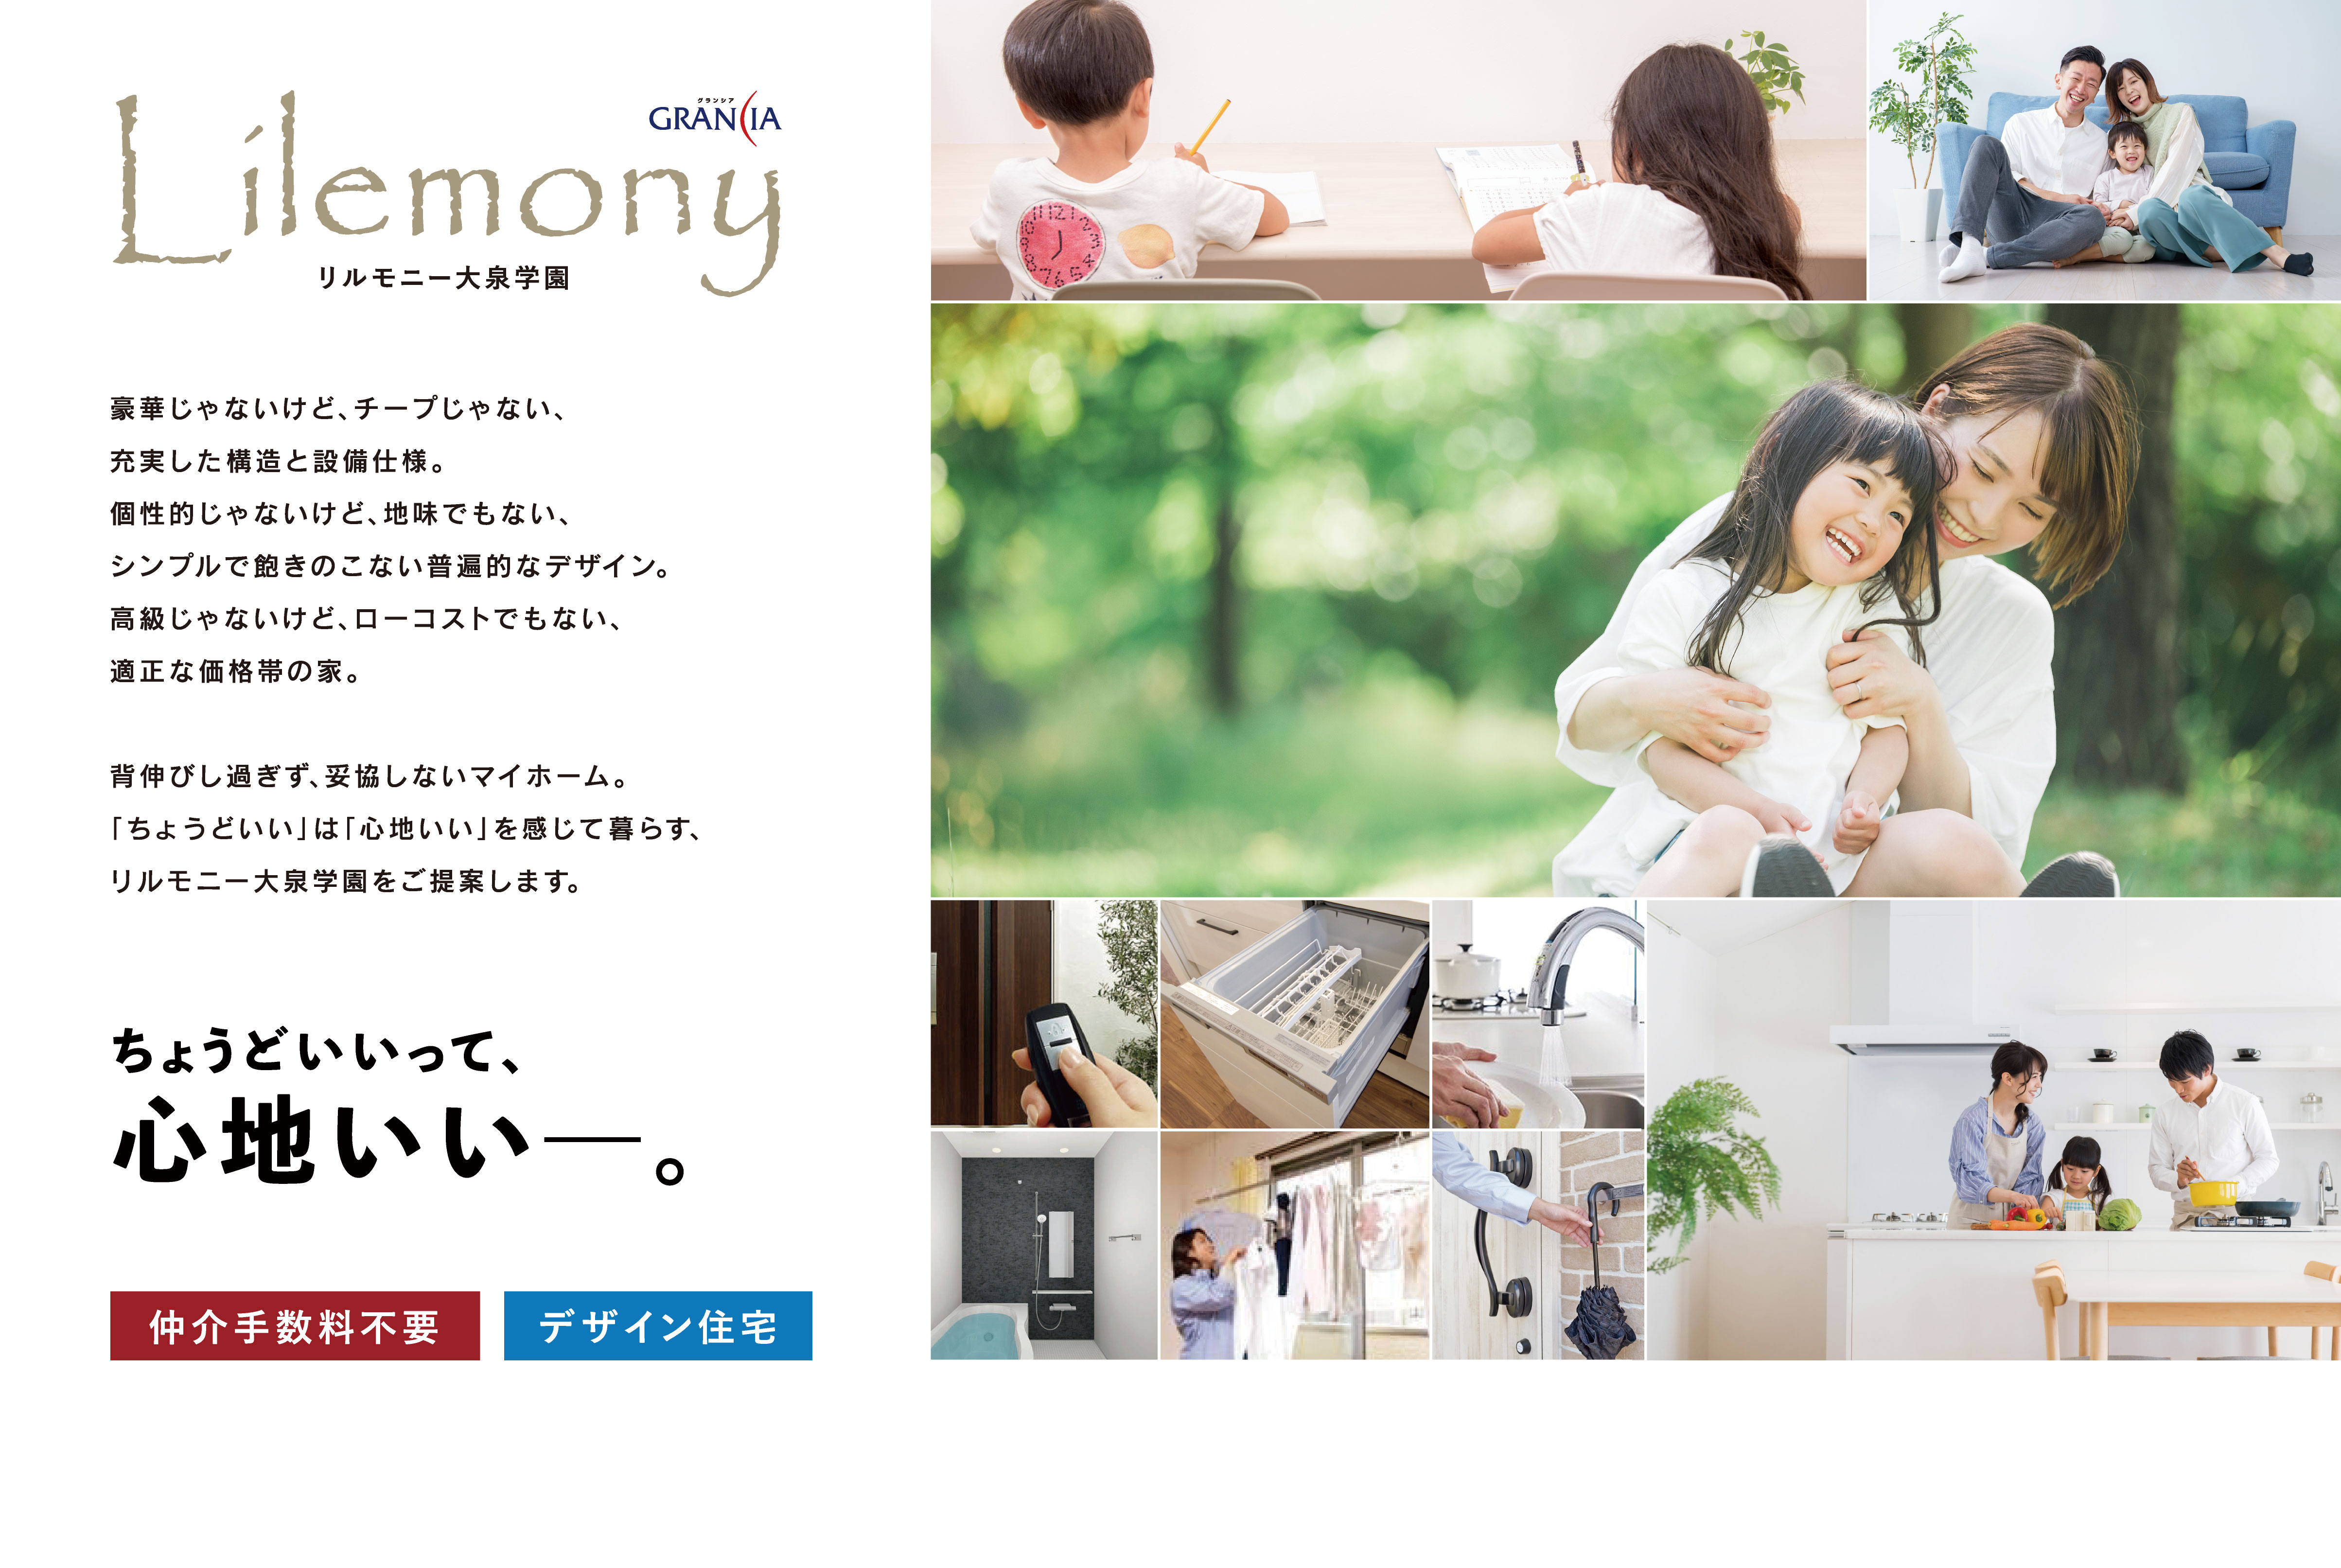 グランシア
GRANCIA
Lilemony
リルモニー大泉学園
豪華じゃないけど、チープじゃない、
充実した構造と設備仕様。
個性的じゃないけど、地味でもない、
シンプルで飽きのこない普遍的なデザイン。
高級じゃないけど、ローコストでもない、
適正な価格帯の家。
背伸びし過ぎず、妥協しないマイホーム。
「ちょうどいい」は「心地いい」を感じて暮らす、
リルモニー大泉学園をご提案します。
ちょうどいいって、
心地いい―。
仲介手数料不要
デザイン住宅